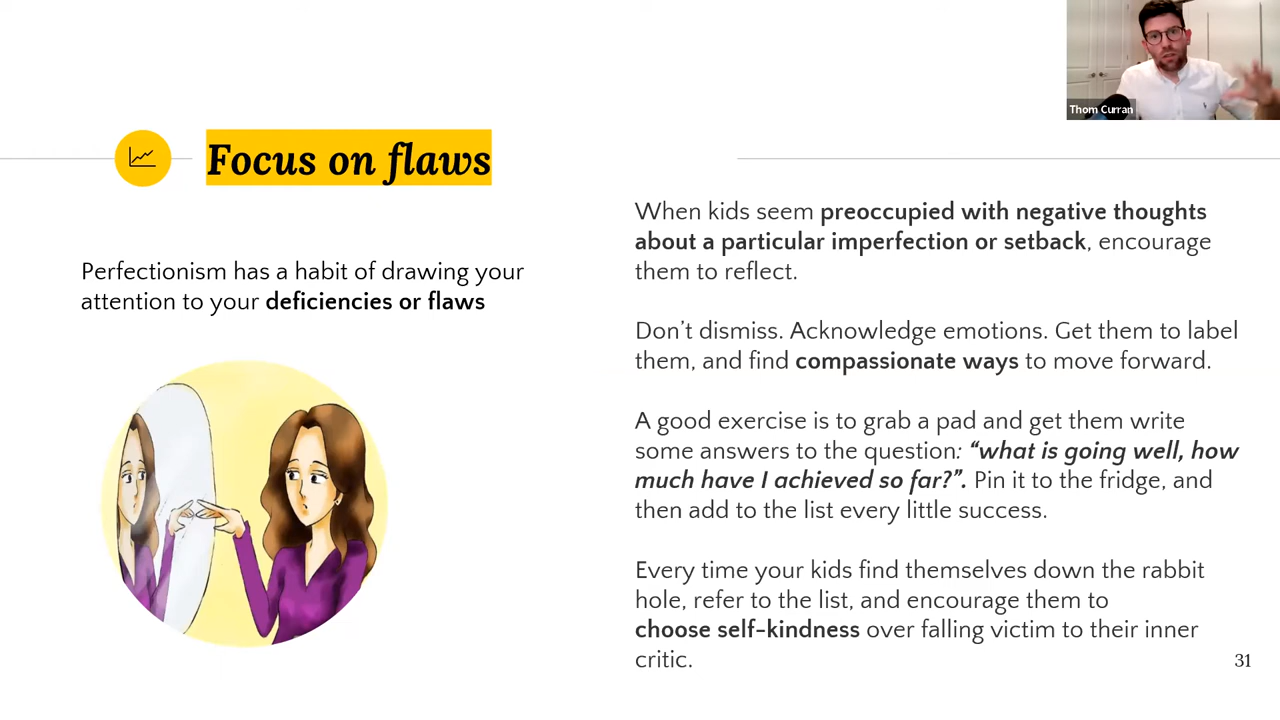 Thom Curran
Focus on flaws
Perfectionism has a habit of drawing your
attention to your deficiencies or flaws
When kids seem preoccupied with negative thoughts
about a particular imperfection or setback, encourage
them to reflect.
Don’t dismiss. Acknowledge emotions. Get them to label
them, and find compassionate ways to move forward.
A good exercise is to grab a pad and get them write
some answers to the question: “what is going well, how
much have I achieved so far?”. Pin it to the fridge, and
then add to the list every little success.
Every time your kids find themselves down the rabbit
hole, refer to the list, and encourage them to
choose self-kindness over falling victim to their inner
critic.
31